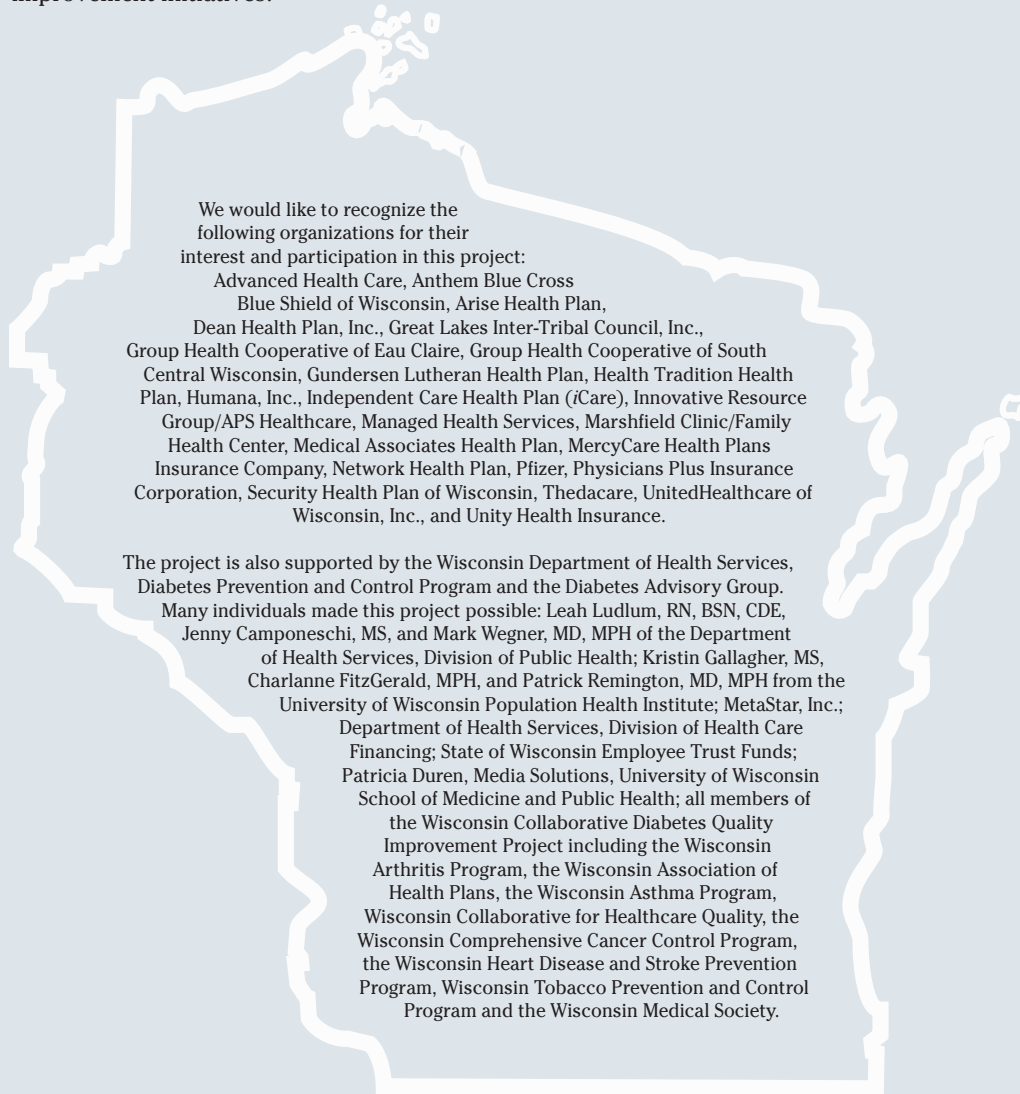 improvement initiatives.
We would like to recognize the
following organizations for their
interest and participation in this project:
Advanced Health Care, Anthem Blue Cross
Blue Shield of Wisconsin, Arise Health Plan,
Dean Health Plan, Inc., Great Lakes Inter-Tribal Council, Inc.,
Group Health Cooperative of Eau Claire, Group Health Cooperative of South
Central Wisconsin, Gundersen Lutheran Health Plan, Health Tradition Health
Plan, Humana, Inc., Independent Care Health Plan (iCare), Innovative Resource
Group/APS Healthcare, Managed Health Services, Marshfield Clinic/Family
Health Center, Medical Associates Health Plan, MercyCare Health Plans
Insurance Company, Network Health Plan, Pfizer, Physicians Plus Insurance
Corporation, Security Health Plan of Wisconsin, Thedacare, UnitedHealthcare of
Wisconsin, Inc., and Unity Health Insurance.
The project is also supported by the Wisconsin Department of Health Services,
Diabetes Prevention and Control Program and the Diabetes Advisory Group.
Many individuals made this project possible: Leah Ludlum, RN, BSN, CDE,
Jenny Camponeschi, MS, and Mark Wegner, MD, MPH of the Department
of Health Services, Division of Public Health; Kristin Gallagher, MS,
Charlanne FitzGerald, MPH, and Patrick Remington, MD, MPH from the
University of Wisconsin Population Health Institute; MetaStar, Inc.;
Department of Health Services, Division of Health Care
Financing; State of Wisconsin Employee Trust Funds;
Patricia Duren, Media Solutions, University of Wisconsin
School of Medicine and Public Health; all members of
the Wisconsin Collaborative Diabetes Quality
Improvement Project including the Wisconsin
Arthritis Program, the Wisconsin Association of
Health Plans, the Wisconsin Asthma Program,
Wisconsin Collaborative for Healthcare Quality, the
Wisconsin Comprehensive Cancer Control Program,
the Wisconsin Heart Disease and Stroke Prevention
Program, Wisconsin Tobacco Prevention and Control
Program and the Wisconsin Medical Society.